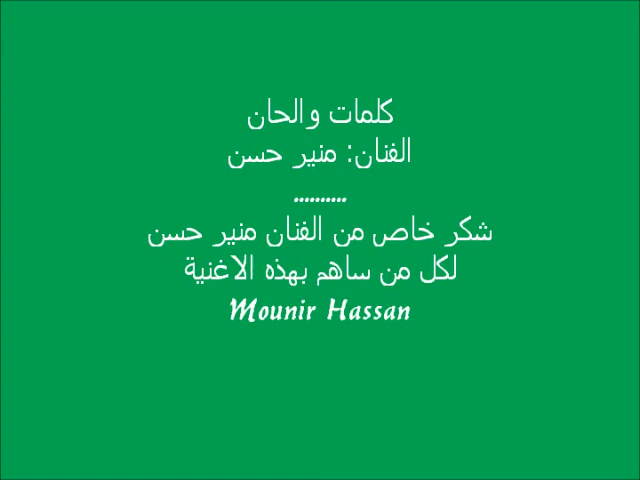 كلمات والحان
الفنان: منير حسن
..........
شكر خاص من الفنان منير حسن
لكل من ساهم بهذه الاغنية
Mounir Hassan